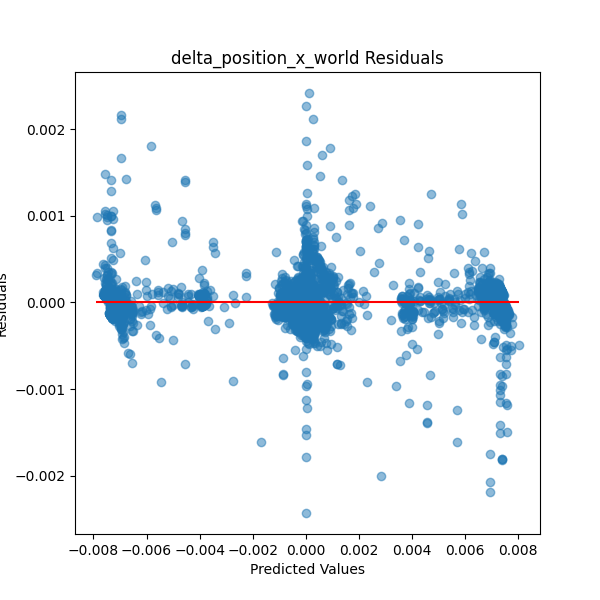 delta_position_x_world Residuals
Residuals
0.002
0.001
0.000
−0.001
−0.002
−0.008 −0.006 −0.004 −0.002 0.000 0.002 0.004 0.006 0.008
Predicted Values